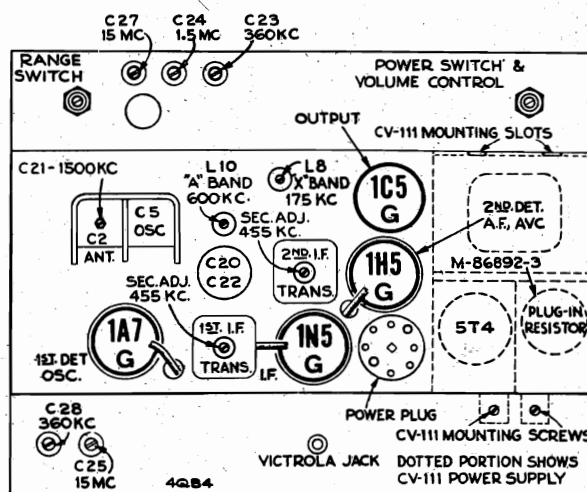 C27
15 MC
C24
1.5 MC
C23
360KC
RANGE
SWITCH
POWER SWITCH &
VOLUME CONTROL
OUTPUT
CV-111 MOUNTING SLOTS
C21-1500KC
L10
"A" BAND
600KC.
L8
"X" BAND
175 KC
1C5
G
2ND. DET.
A.F., AVC
C2
ANT.
C5
OSC
SEC. ADJ.
455 KC.
C20
C22
2ND. I.F.
TRANS.
1H5
G
M-86892-3
SEC. ADJ.
455 KC.
1A7
G
1ST. I.F.
TRANS.
1N5
G
5T4
PLUG-IN
RESISTOR
1ST. DET
OSC.
I.F.
POWER PLUG
C28
360KC
C25
15 MC
4QB4
VICTROLA JACK
CV-111 MOUNTING SCREWS
DOTTED PORTION SHOWS
CV-111 POWER SUPPLY